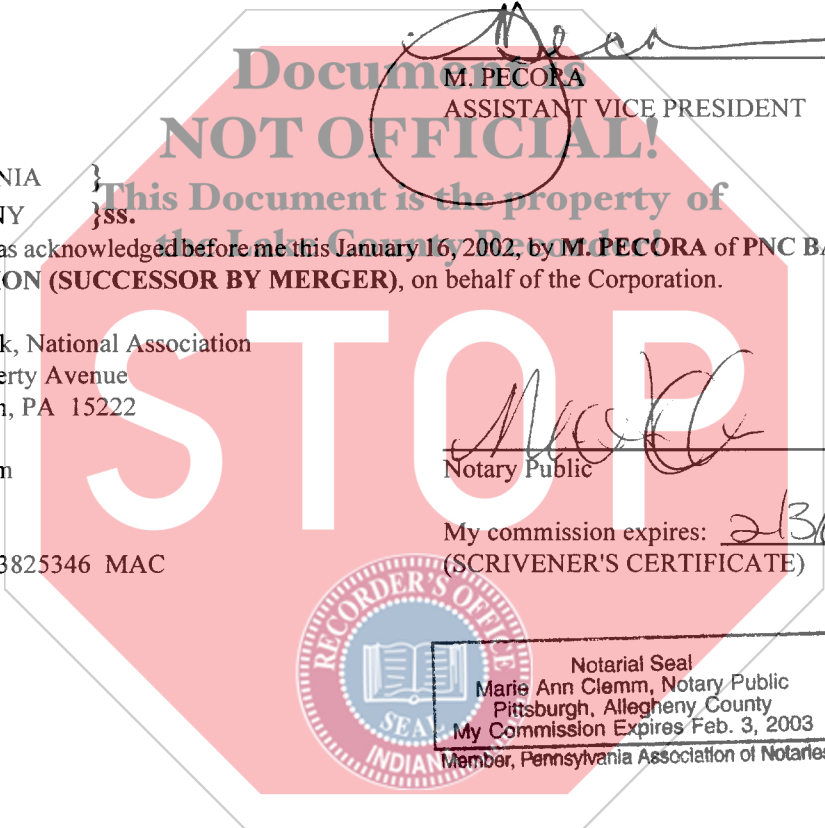 M. PECORA
ASSISTANT VICE PRESIDENT
Document is
NOT OFFICIAL!
This Document is the property of
the Lake County Recorder!
NIA }
NY }ss.
as acknowledged before me this January 16, 2002, by M. PECORA of PNC BA
ION (SUCCESSOR BY MERGER), on behalf of the Corporation.
k, National Association
erty Avenue
h, PA 15222
m
3825346 MAC
STOP
Notary Public
My commission expires: 2/3/
(SCRIVENER'S CERTIFICATE)
RECORDER'S OFFICE
SEAL
INDIANA
Notarial Seal
Marie Ann Clemm, Notary Public
Pittsburgh, Allegheny County
My Commission Expires Feb. 3, 2003
Member, Pennsylvania Association of Notaries